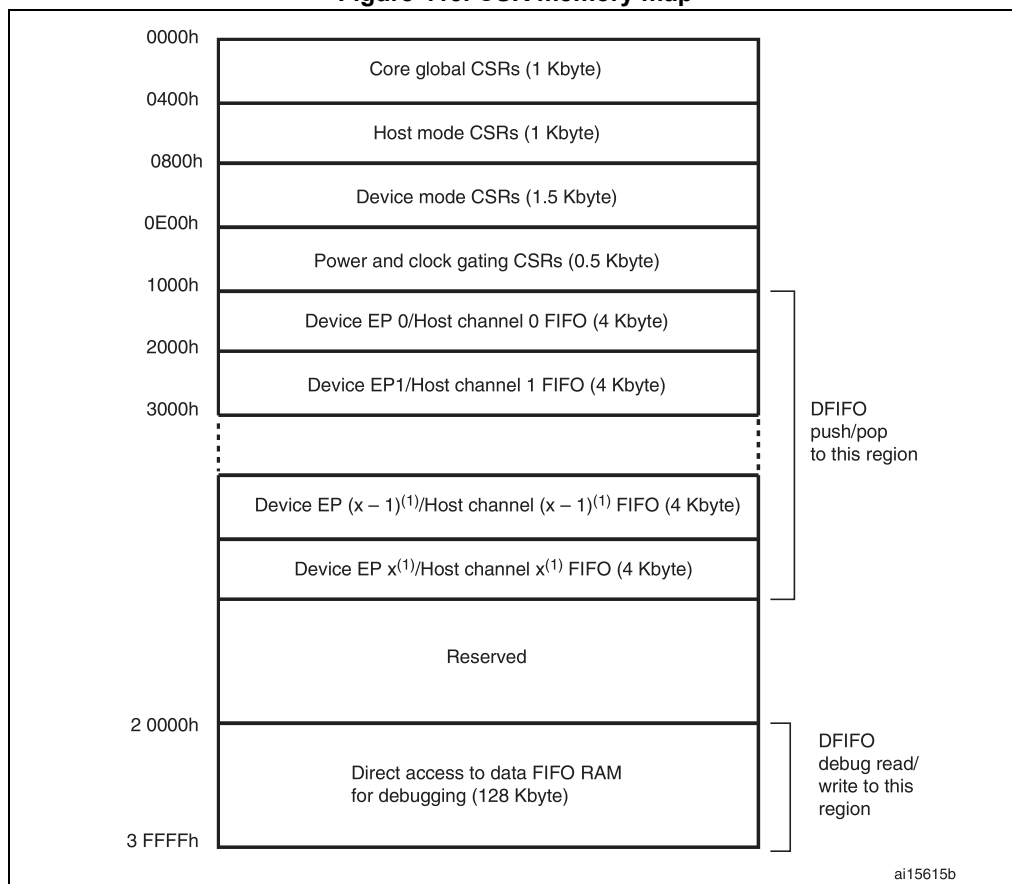 Figure 410. CSR memory map
0000h
Core global CSRs (1 Kbyte)
0400h
Host mode CSRs (1 Kbyte)
0800h
Device mode CSRs (1.5 Kbyte)
0E00h
Power and clock gating CSRs (0.5 Kbyte)
1000h
Device EP 0/Host channel 0 FIFO (4 Kbyte)
2000h
Device EP1/Host channel 1 FIFO (4 Kbyte)
3000h
DFIFO
push/pop
to this region
Device EP (x – 1)(1)/Host channel (x – 1)(1) FIFO (4 Kbyte)
Device EP x(1)/Host channel x(1) FIFO (4 Kbyte)
Reserved
2 0000h
Direct access to data FIFO RAM
for debugging (128 Kbyte)
DFIFO
debug read/
write to this
region
3 FFFFh
ai15615b